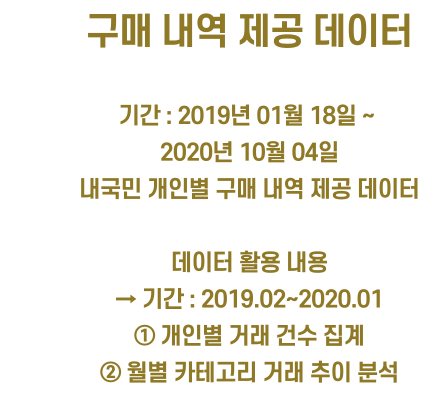 구매 내역 제공 데이터
기간 : 2019년 01월 18일 ~
2020년 10월 04일
내국민 개인별 구매 내역 제공 데이터
데이터 활용 내용
→ 기간 : 2019.02~2020.01
① 개인별 거래 건수 집계
② 월별 카테고리 거래 추이 분석